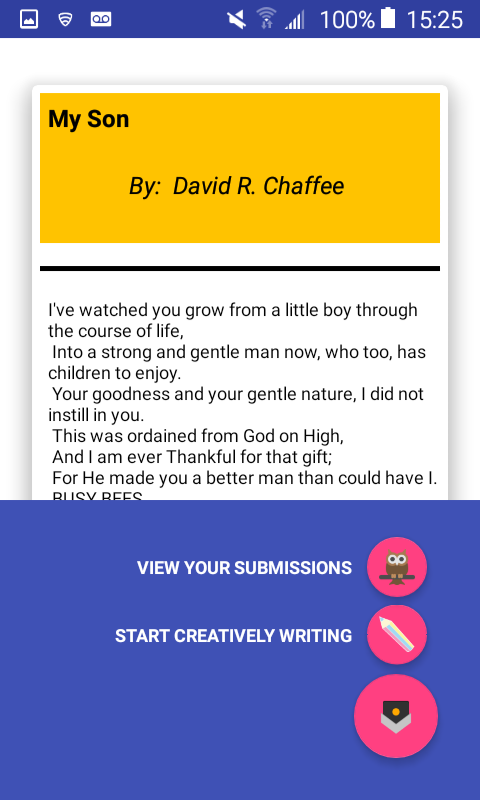 100% 15:25
My Son
By: David R. Chaffee
I've watched you grow from a little boy through
the course of life,
Into a strong and gentle man now, who too, has
children to enjoy.
Your goodness and your gentle nature, I did not
instill in you.
This was ordained from God on High,
And I am ever Thankful for that gift;
For He made you a better man than could have I.
BUSY BEES
VIEW YOUR SUBMISSIONS
START CREATIVELY WRITING